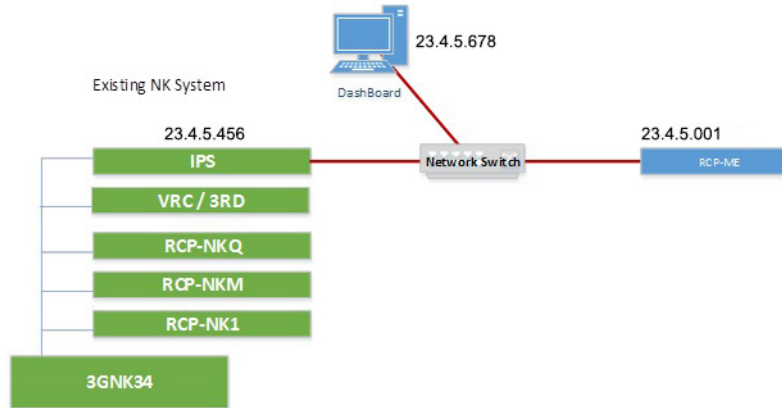 23.4.5.678
DashBoard
Existing NK System
23.4.5.456
23.4.5.001
IPS
Network Switch
RCP-ME
VRC / 3RD
RCP-NKQ
RCP-NKM
RCP-NK1
3GNK34